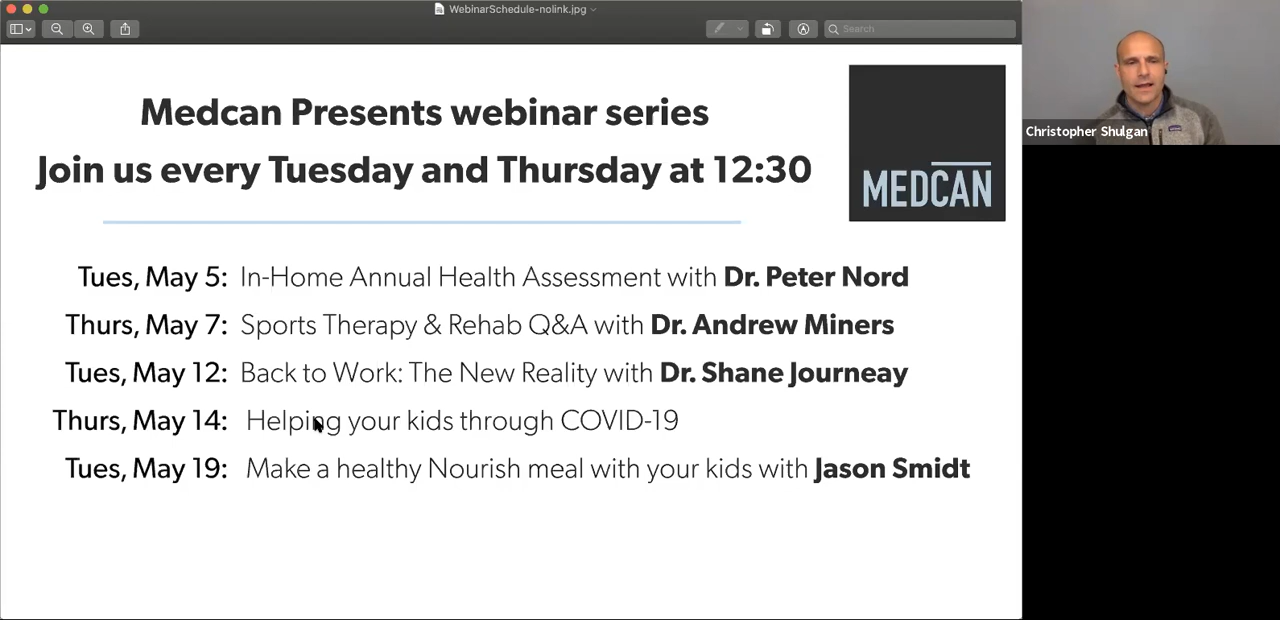 WebinarSchedule-nolink.jpg
Search
Medcan Presents webinar series
Join us every Tuesday and Thursday at 12:30
MEDCAN
Christopher Shulgan
Tues, May 5: In-Home Annual Health Assessment with Dr. Peter Nord
Thurs, May 7: Sports Therapy & Rehab Q&A with Dr. Andrew Miners
Tues, May 12: Back to Work: The New Reality with Dr. Shane Journeay
Thurs, May 14: Helping your kids through COVID-19
Tues, May 19: Make a healthy Nourish meal with your kids with Jason Smidt